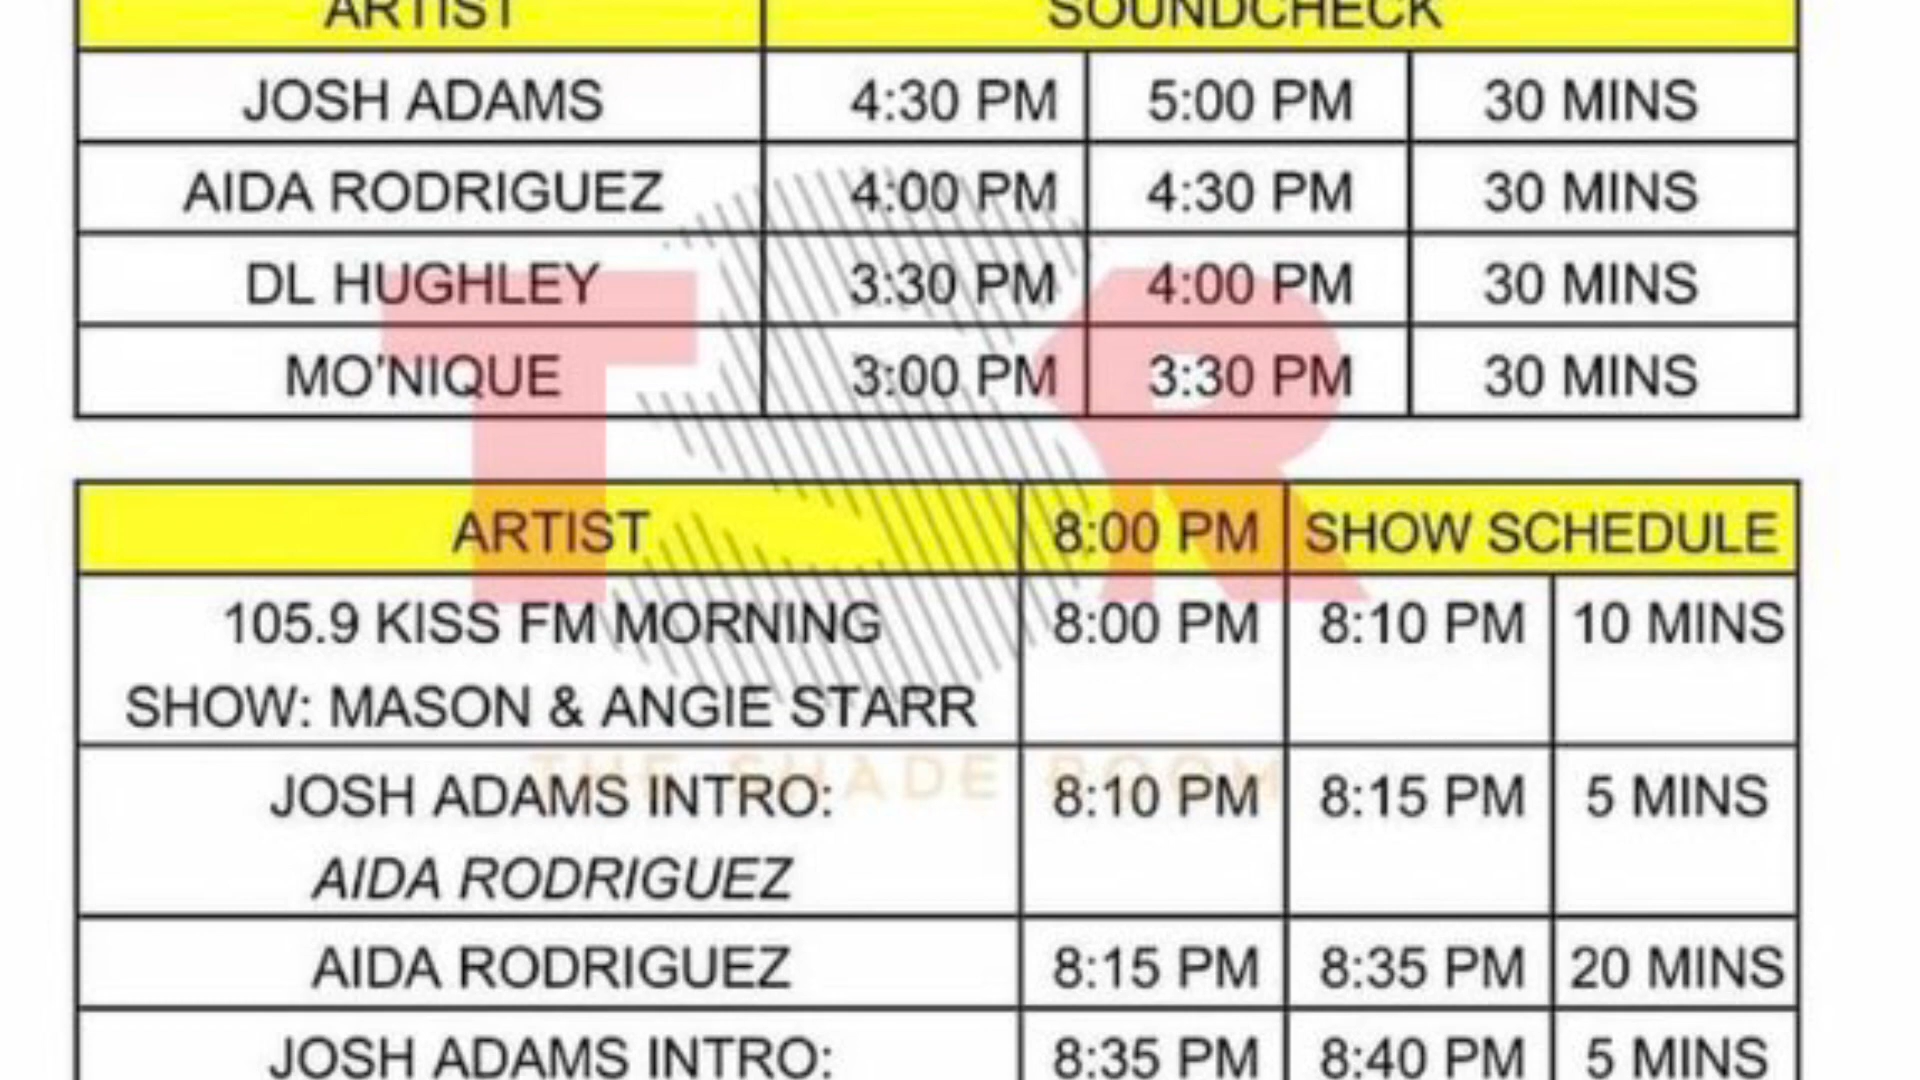 ARTIST SOUNDCHECK
JOSH ADAMS 4:30 PM 5:00 PM 30 MINS
AIDA RODRIGUEZ 4:00 PM 4:30 PM 30 MINS
DL HUGHLEY 3:30 PM 4:00 PM 30 MINS
MO'NIQUE 3:00 PM 3:30 PM 30 MINS
TSR
ARTIST 8:00 PM SHOW SCHEDULE
105.9 KISS FM MORNING 8:00 PM 8:10 PM 10 MINS
SHOW: MASON & ANGIE STARR
THE SHADE ROOM
JOSH ADAMS INTRO: 8:10 PM 8:15 PM 5 MINS
AIDA RODRIGUEZ
AIDA RODRIGUEZ 8:15 PM 8:35 PM 20 MINS
JOSH ADAMS INTRO: 8:35 PM 8:40 PM 5 MINS